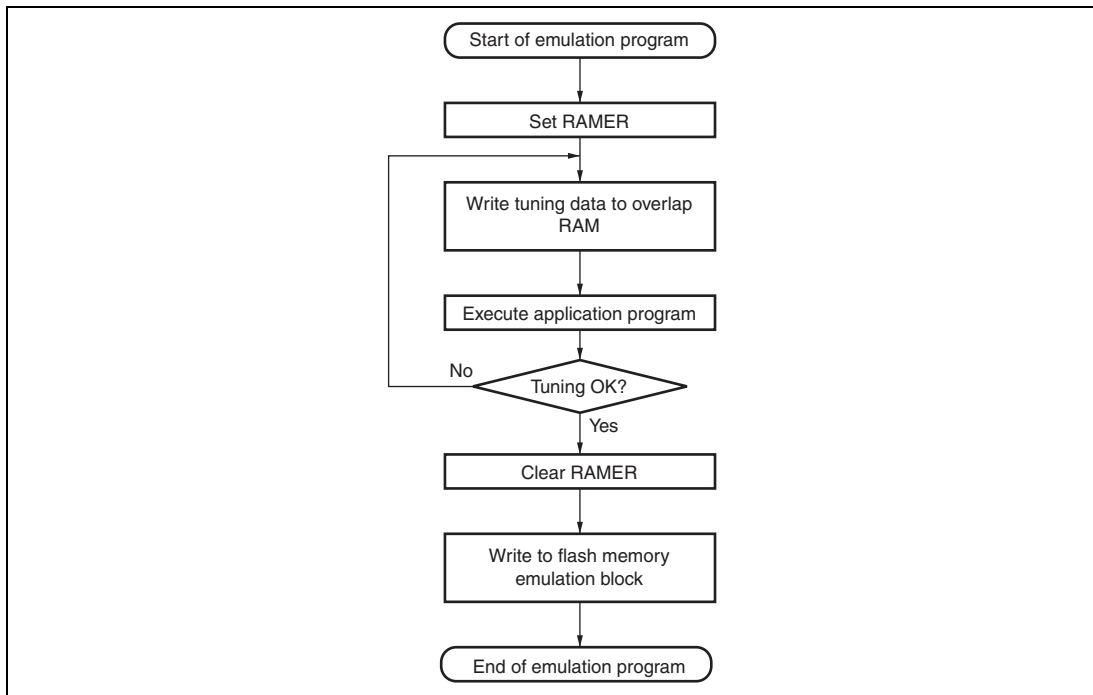 Start of emulation program
Set RAMER
Write tuning data to overlap
RAM
Execute application program
No
Tuning OK?
Yes
Clear RAMER
Write to flash memory
emulation block
End of emulation program